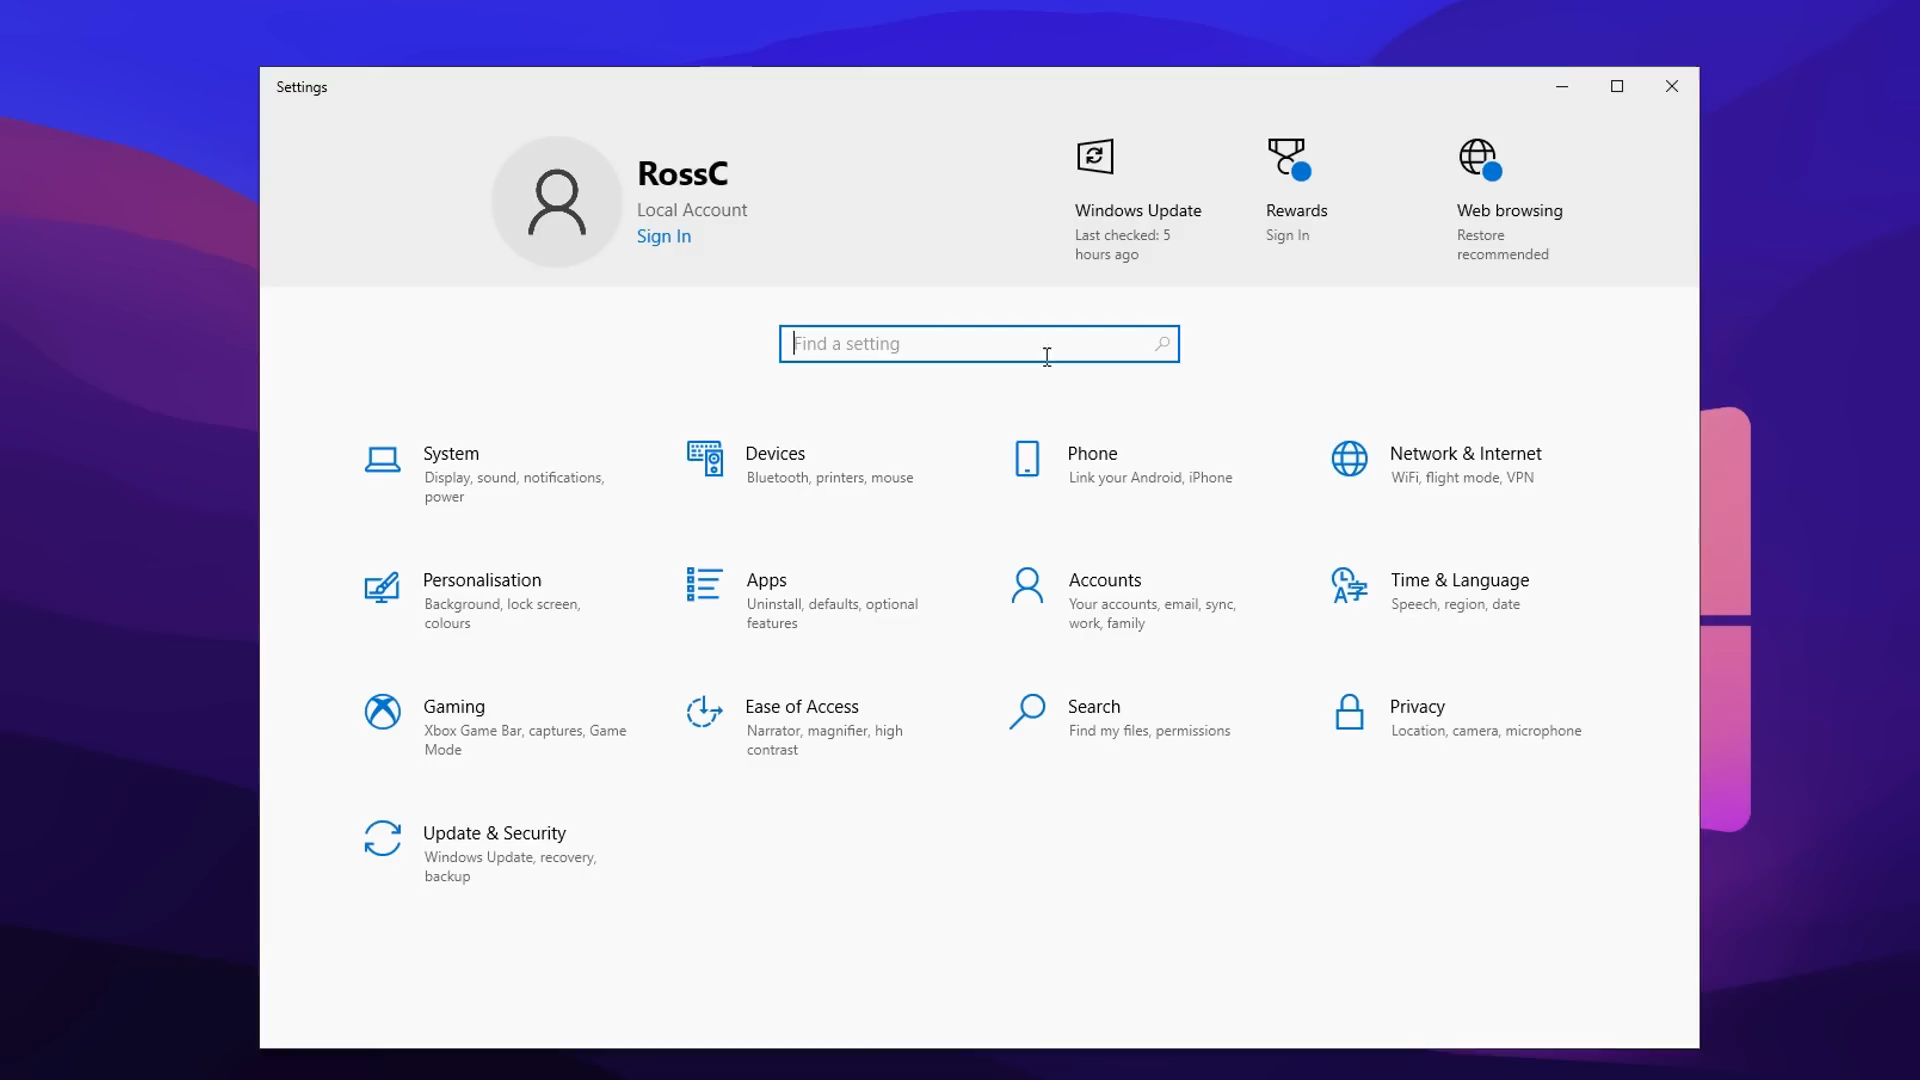 Settings
RossC
Local Account
Sign In
Windows Update
Last checked: 5
hours ago
Rewards
Sign In
Web browsing
Restore
recommended
Find a setting
System
Display, sound, notifications,
power
Devices
Bluetooth, printers, mouse
Phone
Link your Android, iPhone
Network & Internet
WiFi, flight mode, VPN
Personalisation
Background, lock screen,
colours
Apps
Uninstall, defaults, optional
features
Accounts
Your accounts, email, sync,
work, family
Time & Language
Speech, region, date
Gaming
Xbox Game Bar, captures, Game
Mode
Ease of Access
Narrator, magnifier, high
contrast
Search
Find my files, permissions
Privacy
Location, camera, microphone
Update & Security
Windows Update, recovery,
backup